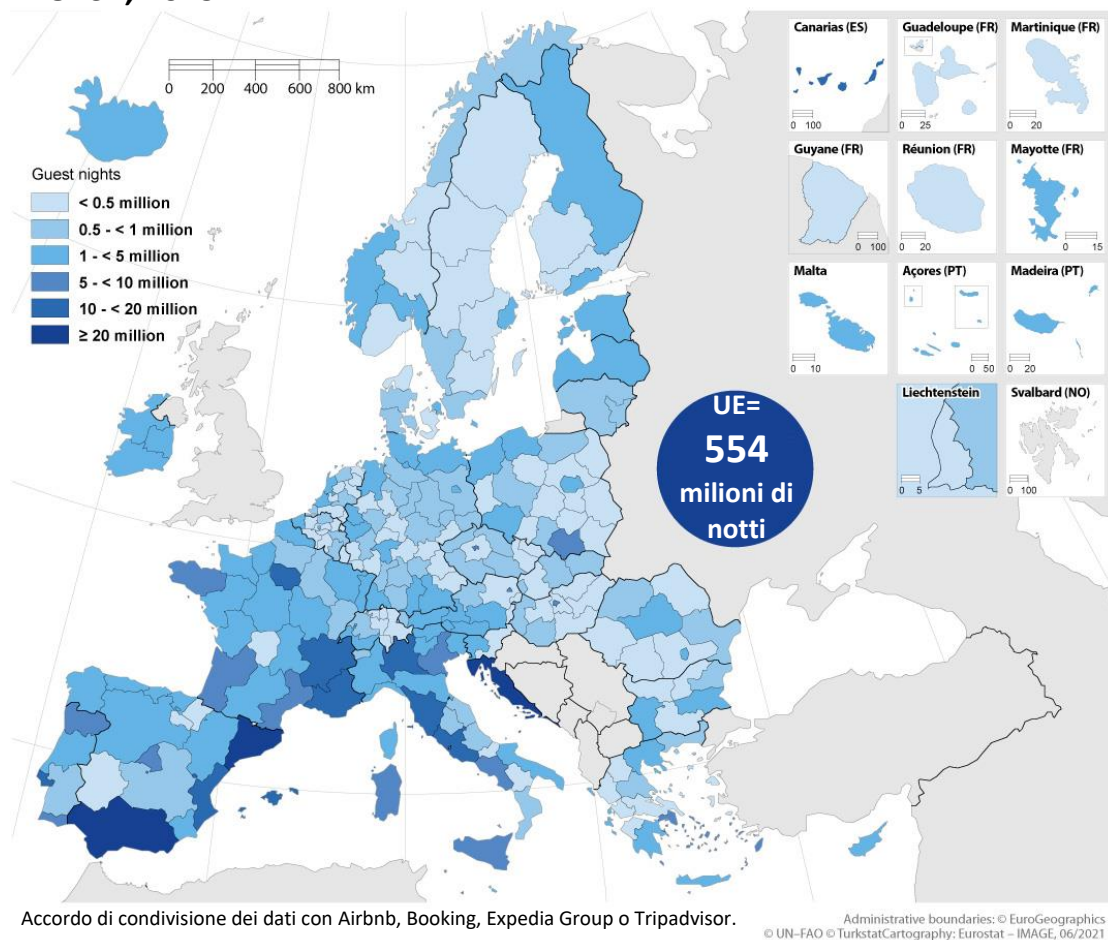 0 200 400 600 800 km
Guest nights
< 0.5 million
0.5 - < 1 million
1 - < 5 million
5 - < 10 million
10 - < 20 million
≥ 20 million
Canarias (ES)
0 100
Guadeloupe (FR)
0 25
Martinique (FR)
0 20
Guyane (FR)
0 100
Réunion (FR)
0 20
Mayotte (FR)
0 15
Malta
0 10
Açores (PT)
0 50
Madeira (PT)
0 20
Liechtenstein
0 5
Svalbard (NO)
0 100
UE=
554
milioni di
notti
Accordo di condivisione dei dati con Airbnb, Booking, Expedia Group o Tripadvisor.
Administrative boundaries: © EuroGeographics
© UN–FAO © TurkstatCartography: Eurostat – IMAGE, 06/2021